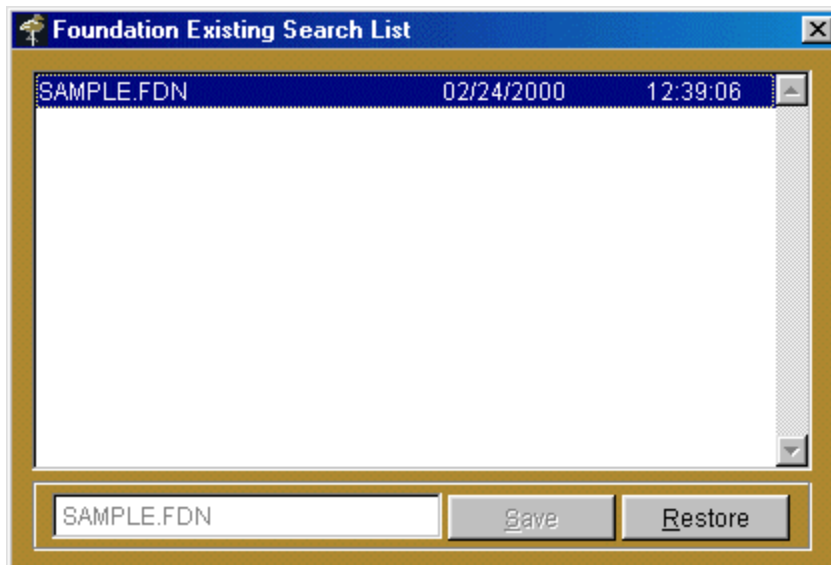 Foundation Existing Search List
SAMPLE.FDN 02/24/2000 12:39:06
SAMPLE.FDN Save Restore